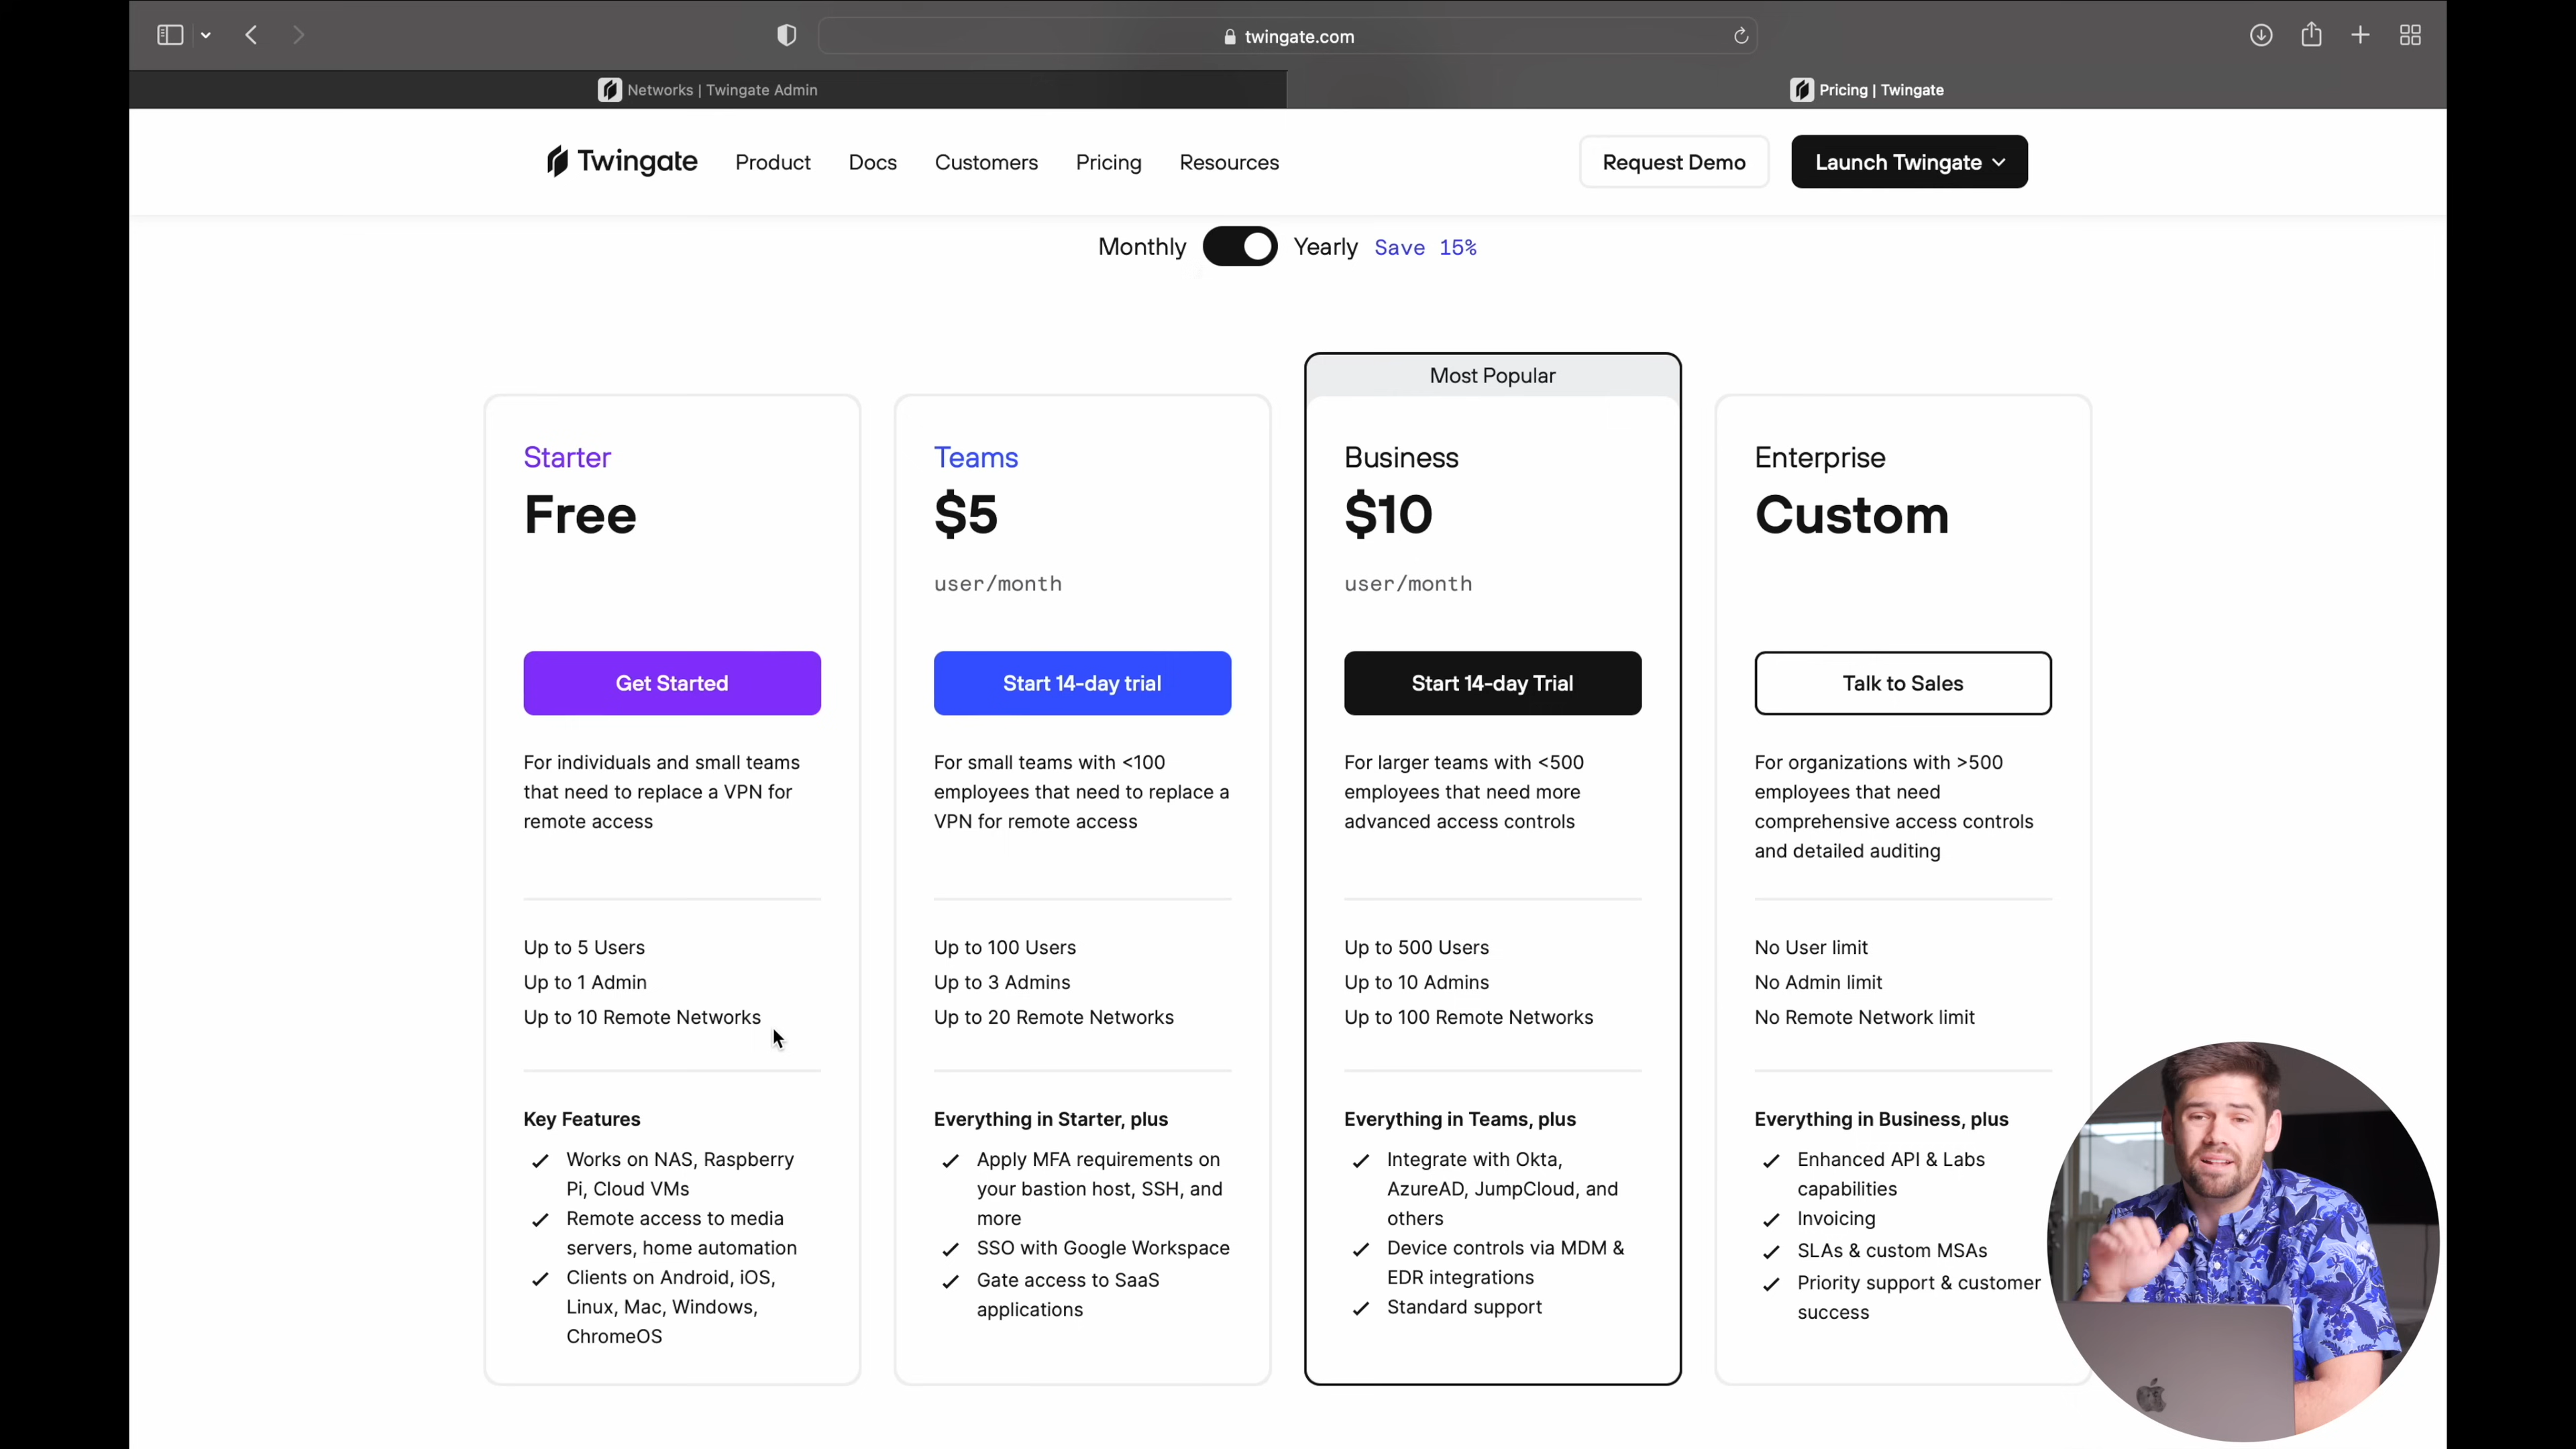 twingate.com
Networks | Twingate Admin
Pricing | Twingate
Twingate
Product
Docs
Customers
Pricing
Resources
Request Demo
Launch Twingate
Monthly
Yearly
Save 15%
Starter
Free
Get Started
For individuals and small teams
that need to replace a VPN for
remote access
Up to 5 Users
Up to 1 Admin
Up to 10 Remote Networks
Key Features
Works on NAS, Raspberry
Pi, Cloud VMs
Remote access to media
servers, home automation
Clients on Android, iOS,
Linux, Mac, Windows,
ChromeOS
Teams
$5
user/month
Start 14-day trial
For small teams with <100
employees that need to replace a
VPN for remote access
Up to 100 Users
Up to 3 Admins
Up to 20 Remote Networks
Everything in Starter, plus
Apply MFA requirements on
your bastion host, SSH, and
more
SSO with Google Workspace
Gate access to SaaS
applications
Most Popular
Business
$10
user/month
Start 14-day Trial
For larger teams with <500
employees that need more
advanced access controls
Up to 500 Users
Up to 10 Admins
Up to 100 Remote Networks
Everything in Teams, plus
Integrate with Okta,
AzureAD, JumpCloud, and
others
Device controls via MDM &
EDR integrations
Standard support
Enterprise
Custom
Talk to Sales
For organizations with >500
employees that need
comprehensive access controls
and detailed auditing
No User limit
No Admin limit
No Remote Network limit
Everything in Business, plus
Enhanced API & Labs
capabilities
Invoicing
SLAs & custom MSAs
Priority support & customer
success